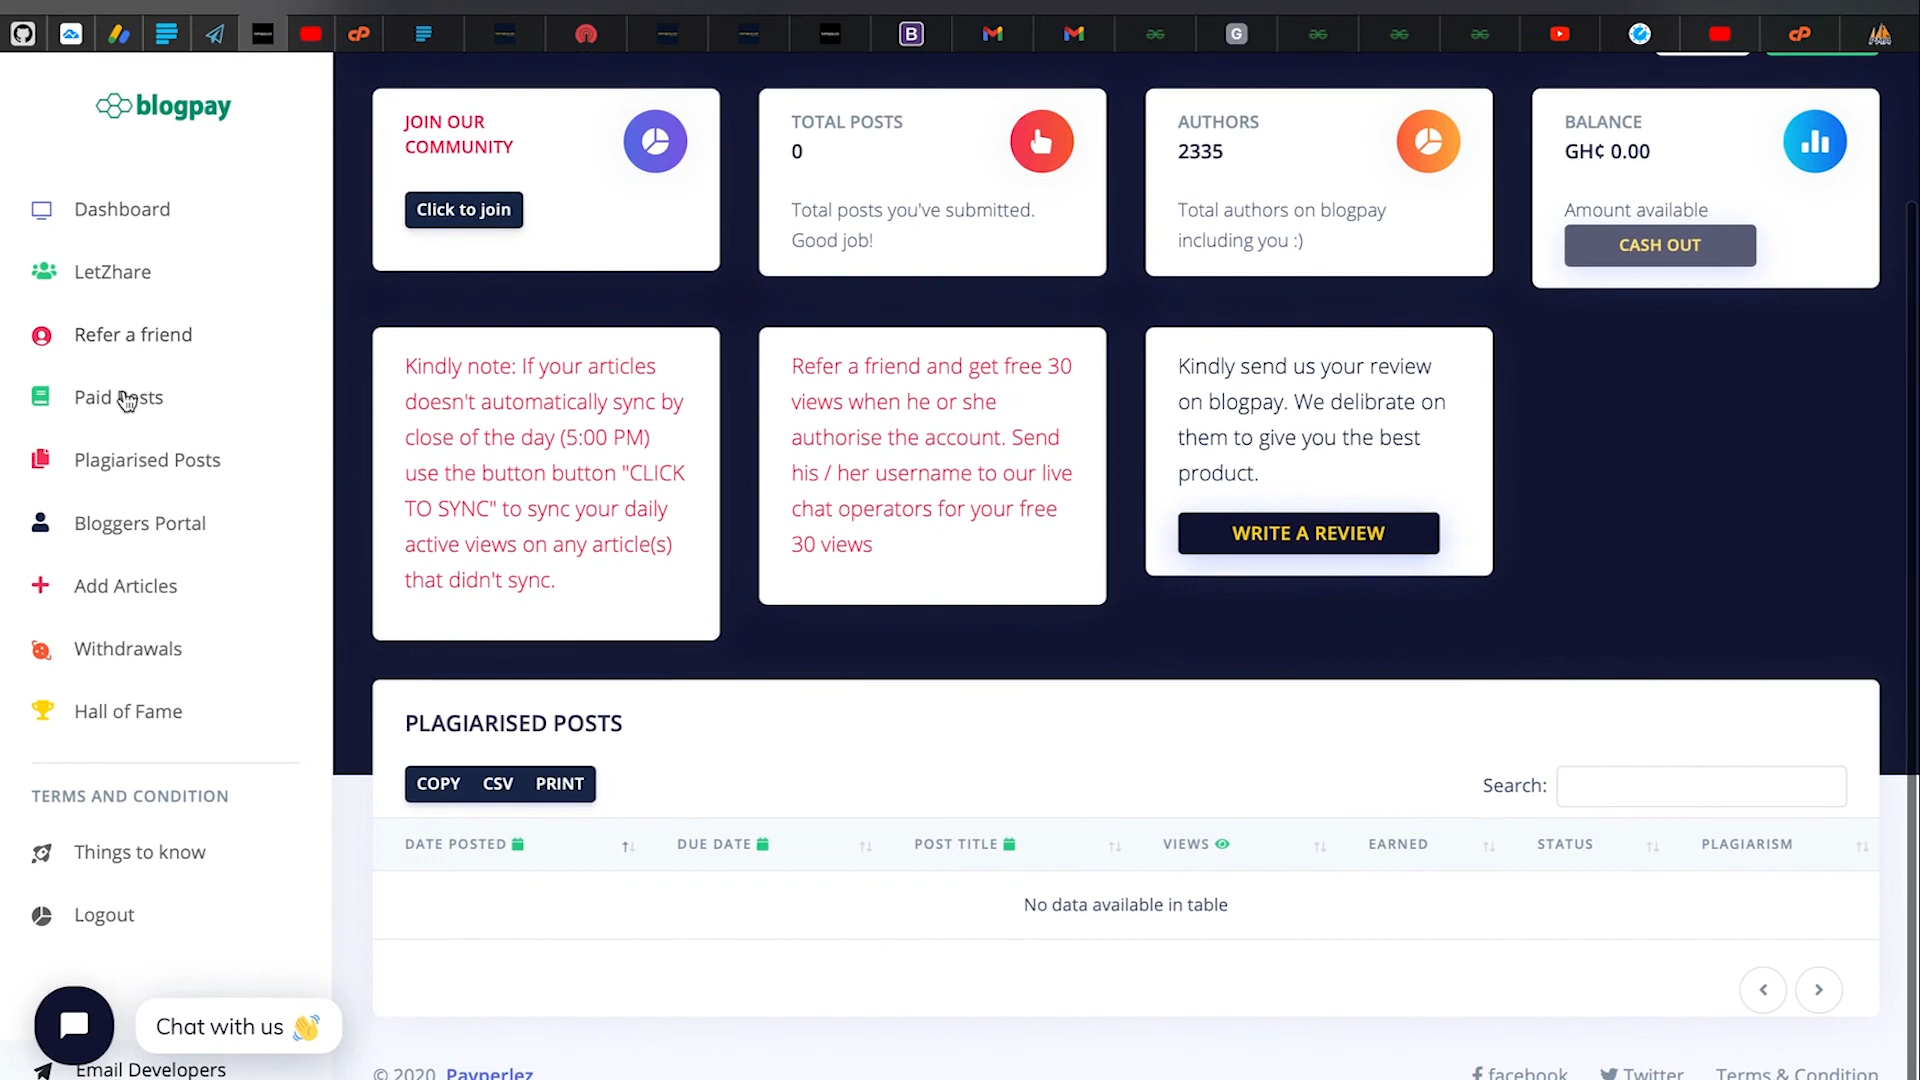 blogpay
Dashboard
LetZhare
Refer a friend
Paid Posts
Plagiarised Posts
Bloggers Portal
Add Articles
Withdrawals
Hall of Fame
TERMS AND CONDITION
Things to know
Logout
Chat with us 👋
Email Developers
JOIN OUR
COMMUNITY
Click to join
TOTAL POSTS
0
Total posts you've submitted.
Good job!
AUTHORS
2335
Total authors on blogpay
including you :)
BALANCE
GH¢ 0.00
Amount available
CASH OUT
Kindly note: If your articles
doesn't automatically sync by
close of the day (5:00 PM)
use the button button "CLICK
TO SYNC" to sync your daily
active views on any article(s)
that didn't sync.
Refer a friend and get free 30
views when he or she
authorise the account. Send
his / her username to our live
chat operators for your free
30 views
Kindly send us your review
on blogpay. We delibrate on
them to give you the best
product.
WRITE A REVIEW
PLAGIARISED POSTS
COPY CSV PRINT
Search:
DATE POSTED DUE DATE POST TITLE VIEWS EARNED STATUS PLAGIARISM
No data available in table
© 2020 Payperlez
facebook Twitter Terms & Condition